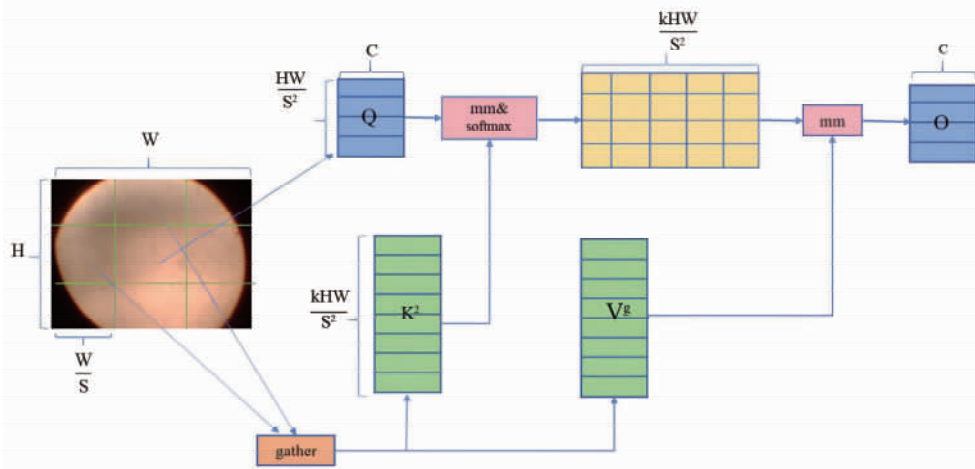 kHW
S²
C
c
HW
S²
Q
mm&
softmax
mm
O
W
H
kHW
S²
K²
Vᵍ
W
S
gather